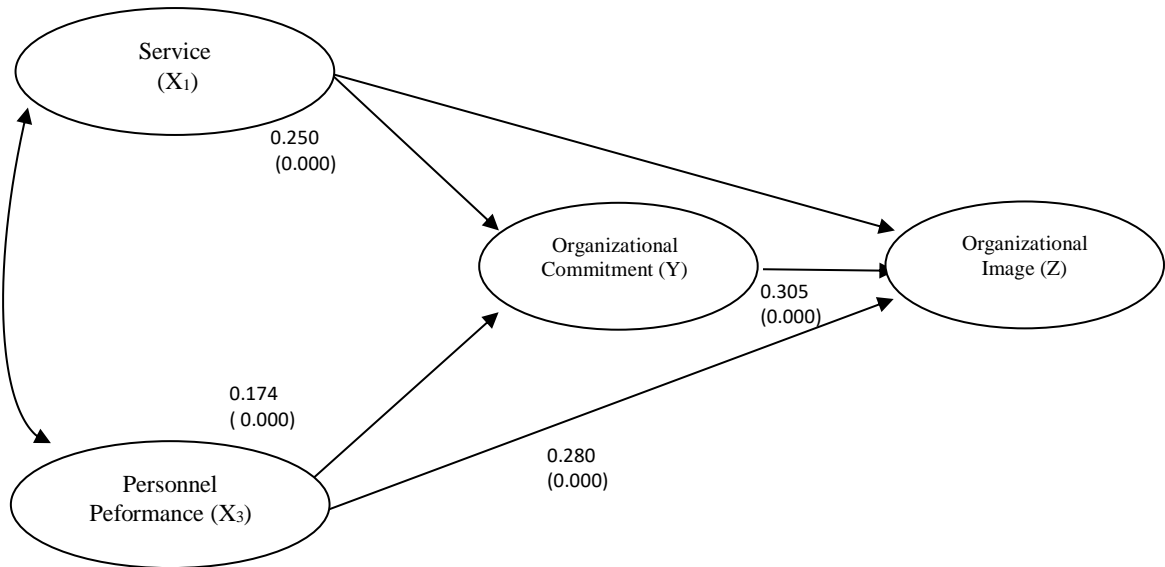 Service
(X₁)
0.250
(0.000)
Organizational
Commitment (Y)
Organizational
Image (Z)
0.305
(0.000)
0.174
( 0.000)
0.280
(0.000)
Personnel
Peformance (X₃)